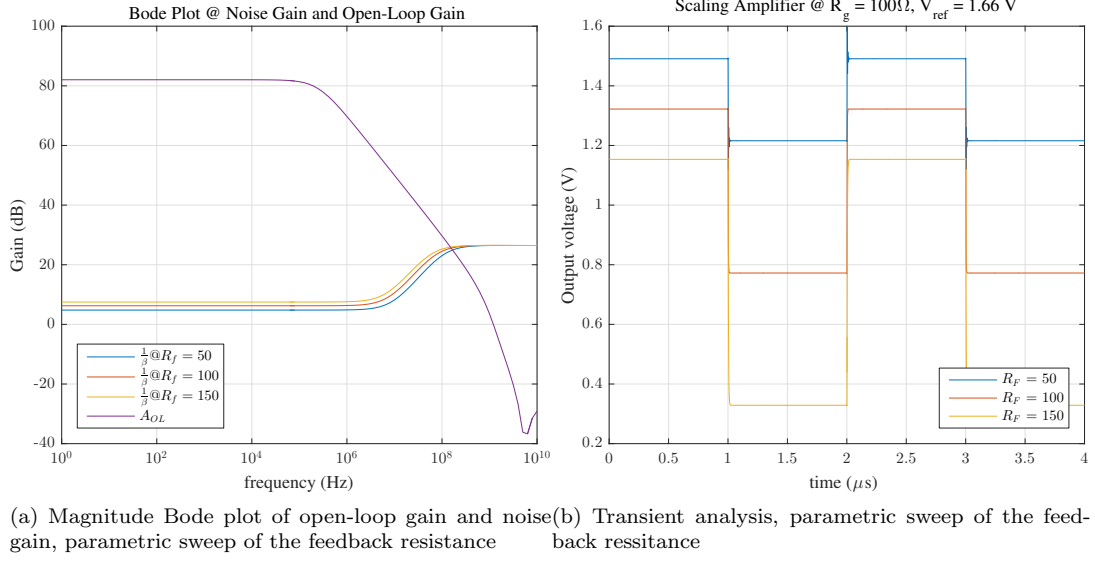 Bode Plot @ Noise Gain and Open-Loop Gain
100
80
60
40
20
0
-20
-40
Gain (dB)
10^0
10^2
10^4
10^6
10^8
10^10
frequency (Hz)
1/β@R_f = 50
1/β@R_f = 100
1/β@R_f = 150
A_OL
Scaling Amplifier @ R_g = 100Ω, V_ref = 1.66 V
1.6
1.4
1.2
1
0.8
0.6
0.4
0.2
Output voltage (V)
0
0.5
1
1.5
2
2.5
3
3.5
4
time (μs)
R_F = 50
R_F = 100
R_F = 150
(a) Magnitude Bode plot of open-loop gain and noise
gain, parametric sweep of the feedback resistance
(b) Transient analysis, parametric sweep of the feed-
back ressitance